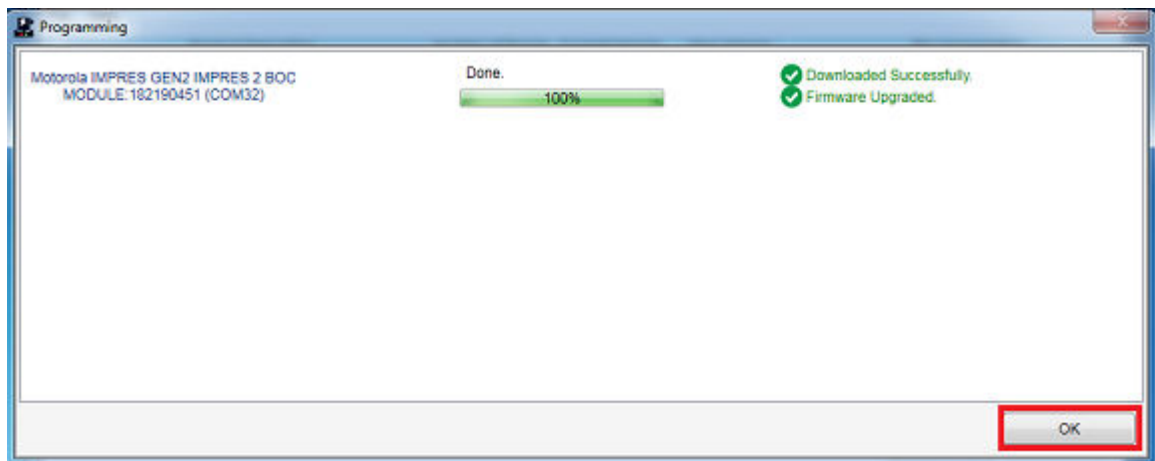 Programming
Motorola IMPRES GEN2 IMPRES 2 BOC
MODULE:182190451 (COM32)
Done.
100%
Downloaded Successfully.
Firmware Upgraded.
OK